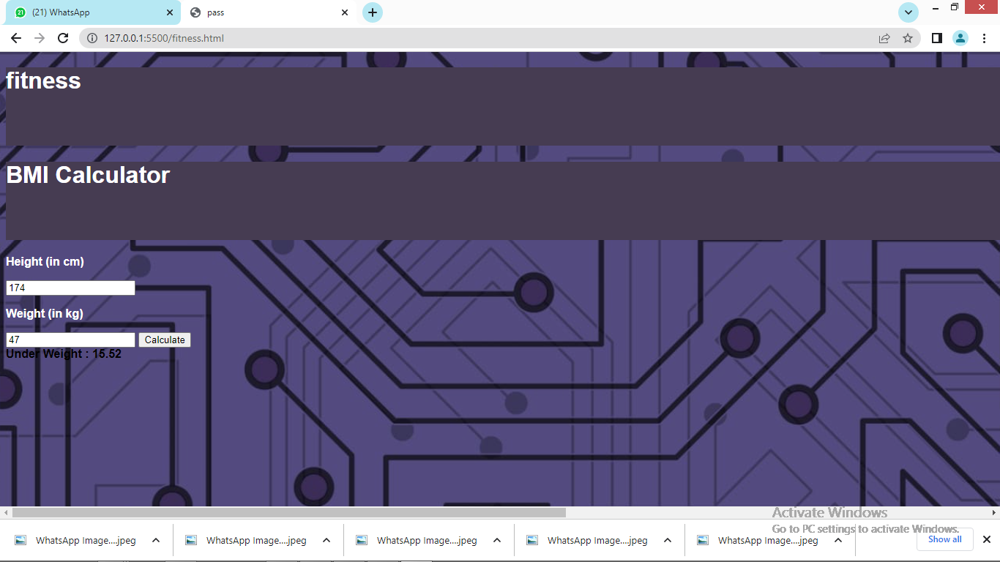 21 (21) WhatsApp
pass
127.0.0.1:5500/fitness.html
fitness
BMI Calculator
Height (in cm)
174
Weight (in kg)
47 Calculate
Under Weight : 15.52
Activate Windows
Go to PC settings to activate Windows.
WhatsApp Image....jpeg
WhatsApp Image....jpeg
WhatsApp Image....jpeg
WhatsApp Image....jpeg
WhatsApp Image....jpeg
Show all